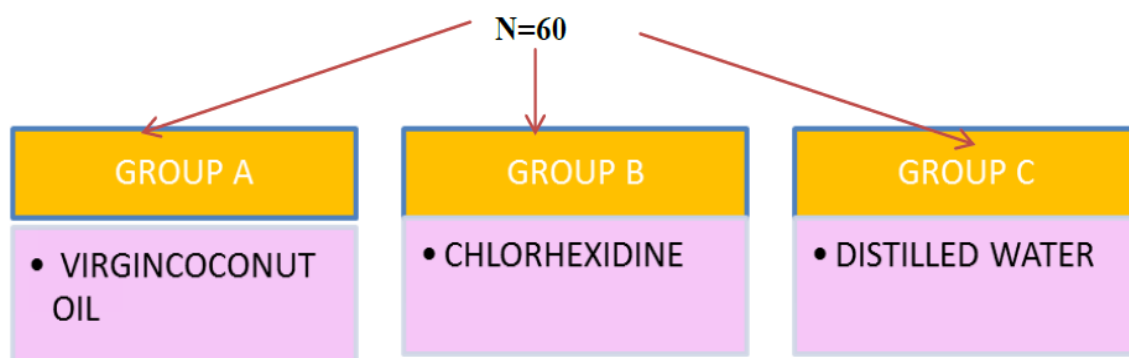 N=60
GROUP A
GROUP B
GROUP C
• VIRGINCOCONUT
OIL
• CHLORHEXIDINE
• DISTILLED WATER